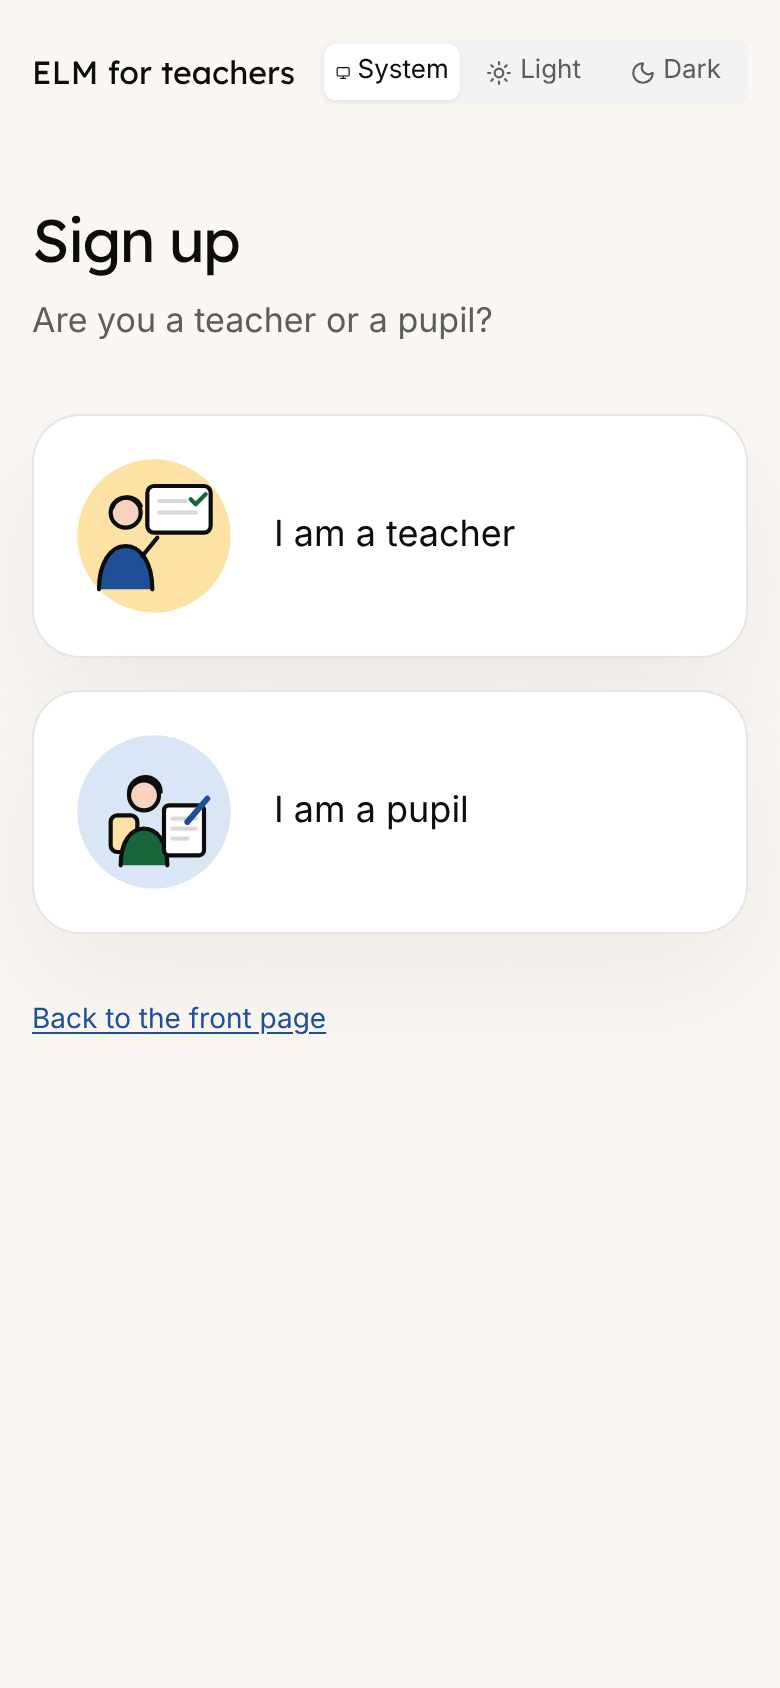 ELM for teachers
System
Light
Dark
Sign up
Are you a teacher or a pupil?
I am a teacher
I am a pupil
Back to the front page